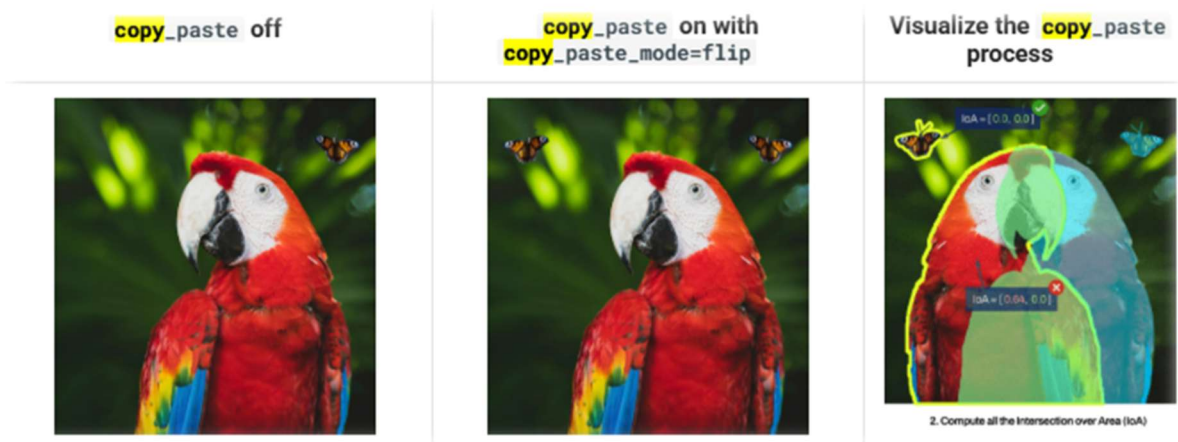 copy_paste off
copy_paste on with
copy_paste_mode=flip
Visualize the copy_paste
process
IoA = [0.0, 0.0]
IoA = [0.64, 0.0]
2. Compute all the Intersection over Area (IoA)